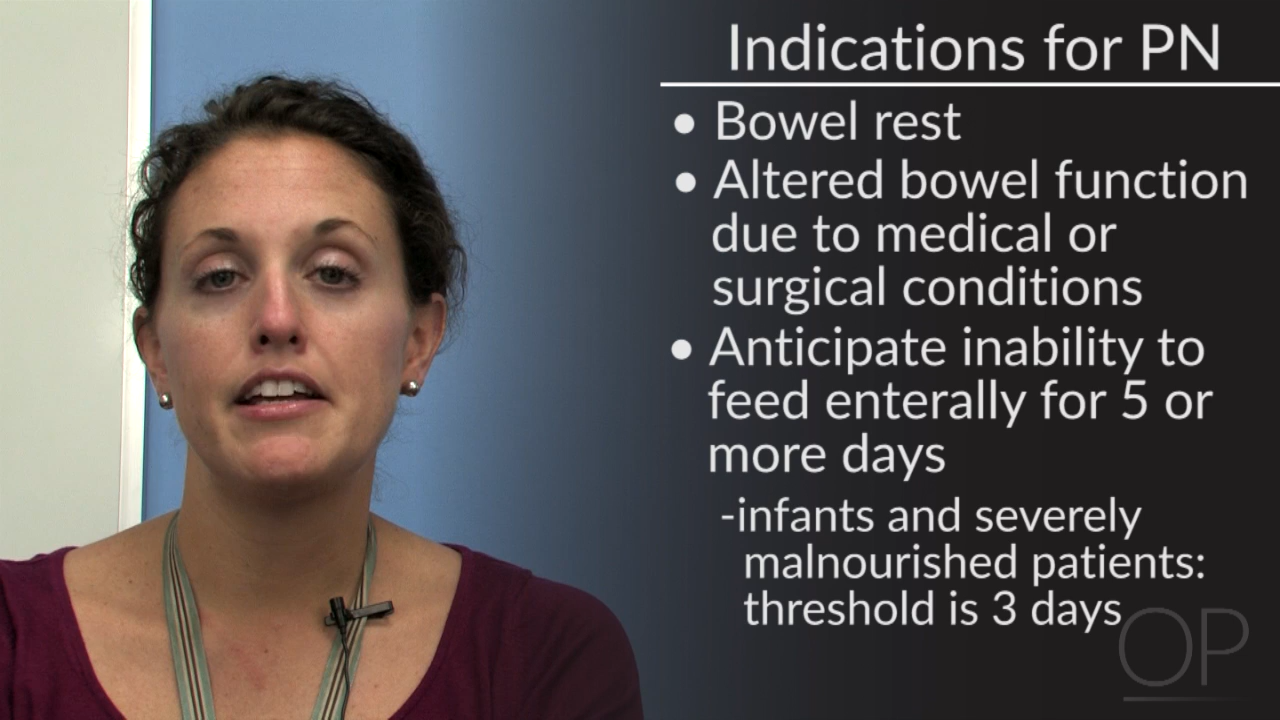 Indications for PN
• Bowel rest
• Altered bowel function
due to medical or
surgical conditions
• Anticipate inability to
feed enterally for 5 or
more days
-infants and severely
malnourished patients:
threshold is 3 days
OP